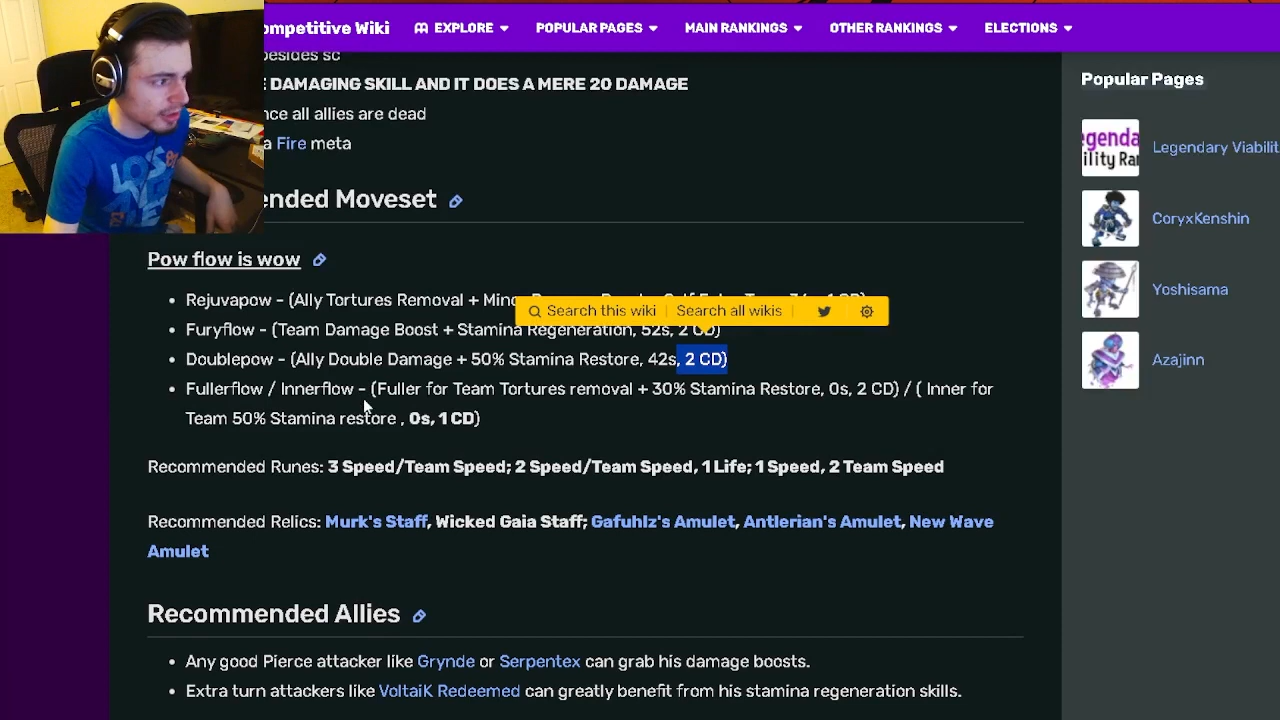 ompetitive Wiki EXPLORE POPULAR PAGES MAIN RANKINGS OTHER RANKINGS ELECTIONS
besides sc
E DAMAGING SKILL AND IT DOES A MERE 20 DAMAGE
nce all allies are dead
a Fire meta
ended Moveset
Pow flow is wow
Rejuvapow - (Ally Tortures Removal +
Search this wiki Search all wikis
Furyflow - (Team Damage Boost + Stamina Regeneration, 52s, 2 CD)
Doublepow - (Ally Double Damage + 50% Stamina Restore, 42s, 2 CD)
Fullerflow / Innerflow - (Fuller for Team Tortures removal + 30% Stamina Restore, 0s, 2 CD) / ( Inner for
Team 50% Stamina restore , 0s, 1 CD)
Recommended Runes: 3 Speed/Team Speed; 2 Speed/Team Speed, 1 Life; 1 Speed, 2 Team Speed
Recommended Relics: Murk's Staff, Wicked Gaia Staff; Gafuhlz's Amulet, Antlerian's Amulet, New Wave
Amulet
Recommended Allies
Any good Pierce attacker like Grynde or Serpentex can grab his damage boosts.
Extra turn attackers like VoltaiK Redeemed can greatly benefit from his stamina regeneration skills.
Popular Pages
egenda
ility Ra
Legendary Viabilit
CoryxKenshin
Yoshisama
Azajinn